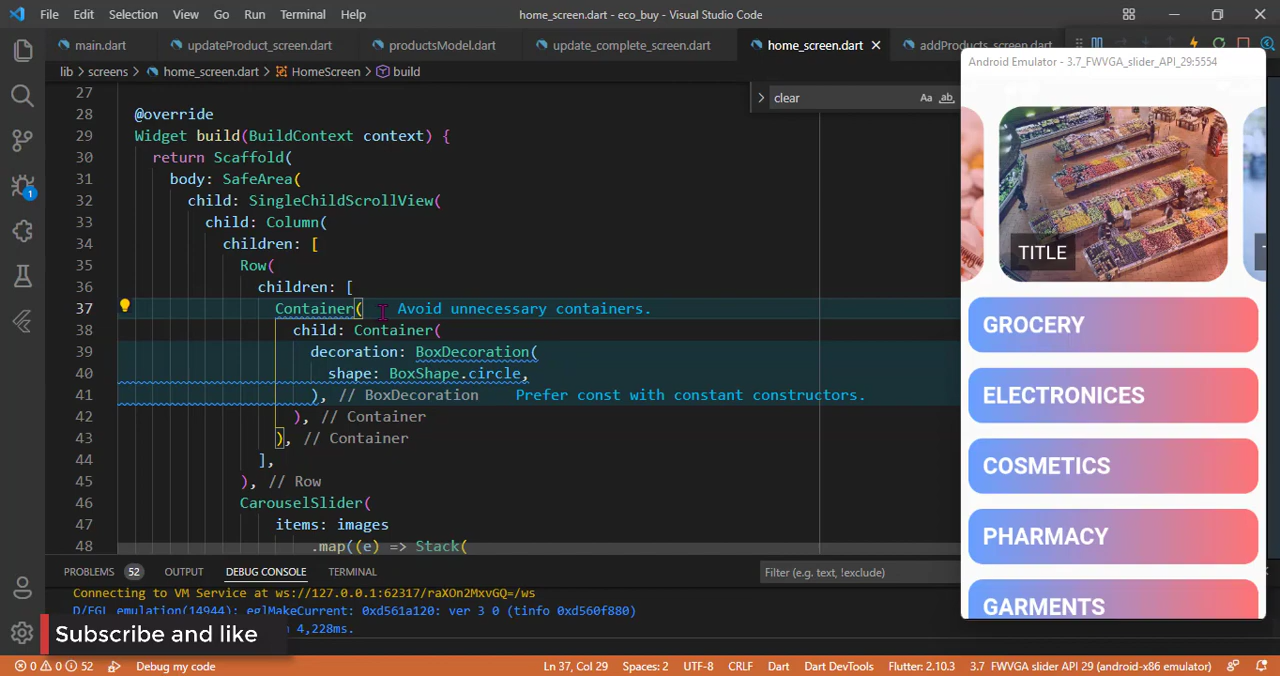 File Edit Selection View Go Run Terminal Help home_screen.dart - eco_buy - Visual Studio Code
main.dart updateProduct_screen.dart productsModel.dart update_complete_screen.dart home_screen.dart addProducts_screen.dart
lib > screens > home_screen.dart > HomeScreen > build
clear Aa ab
27
28 @override
29 Widget build(BuildContext context) {
30 return Scaffold(
31 body: SafeArea(
32 child: SingleChildScrollView(
33 child: Column(
34 children: [
35 Row(
36 children: [
37 Container( Avoid unnecessary containers.
38 child: Container(
39 decoration: BoxDecoration(
40 shape: BoxShape.circle,
41 ), // BoxDecoration Prefer const with constant constructors.
42 ), // Container
43 ), // Container
44 ],
45 ), // Row
46 CarouselSlider(
47 items: images
48 .map((e) => Stack(
Android Emulator - 3.7_FWVGA_slider_API_29:5554
TITLE
GROCERY
ELECTRONICES
COSMETICS
PHARMACY
GARMENTS
1
PROBLEMS 52 OUTPUT DEBUG CONSOLE TERMINAL Filter (e.g. text, !exclude)
Connecting to VM Service at ws://127.0.0.1:62317/raXOn2MxvGQ=/ws
D/EGL_emulation(14944): eglMakeCurrent: 0xd561a120: ver 3 0 (tinfo 0xd560f880)
4,228ms.
Subscribe and like
0 0 52 Debug my code Ln 37, Col 29 Spaces: 2 UTF-8 CRLF Dart Dart DevTools Flutter: 2.10.3 3.7 FWVGA slider API 29 (android-x86 emulator)